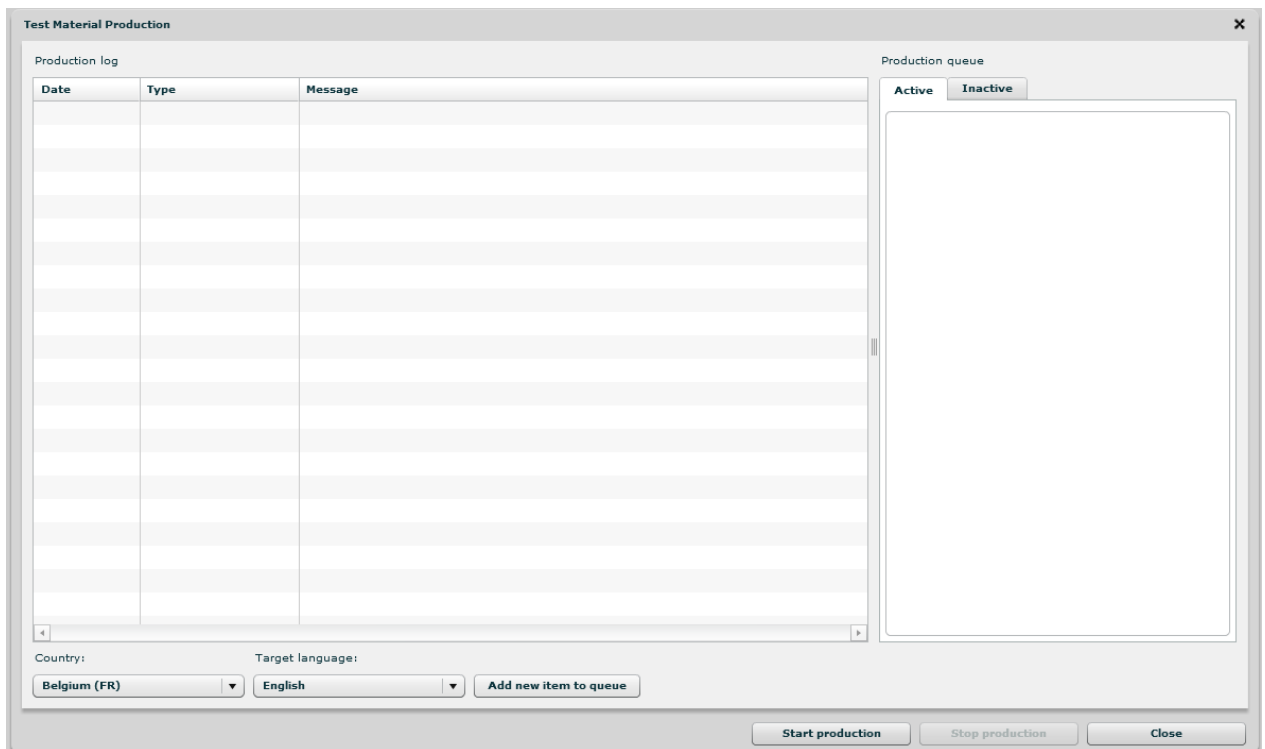 Test Material Production
Production log
Production queue
Date Type Message
Active Inactive
Country: Target language:
Belgium (FR) English Add new item to queue
Start production Stop production Close